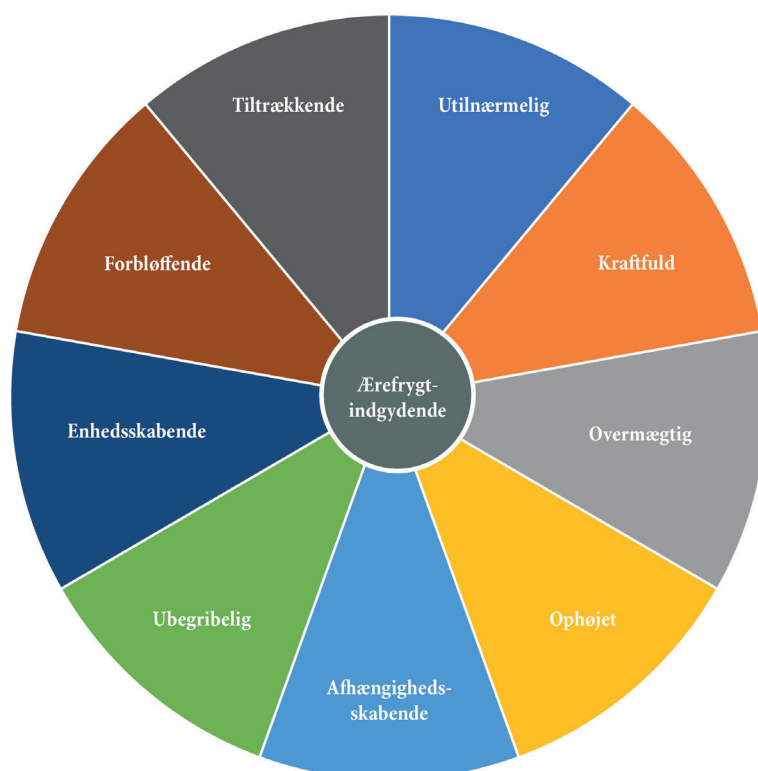 Tiltrækkende
Utilnærmelig
Forbløffende
Kraftfuld
Ærefrygt-
indgydende
Enhedsskabende
Overmægtig
Ubegribelig
Ophøjet
Afhængigheds-
skabende